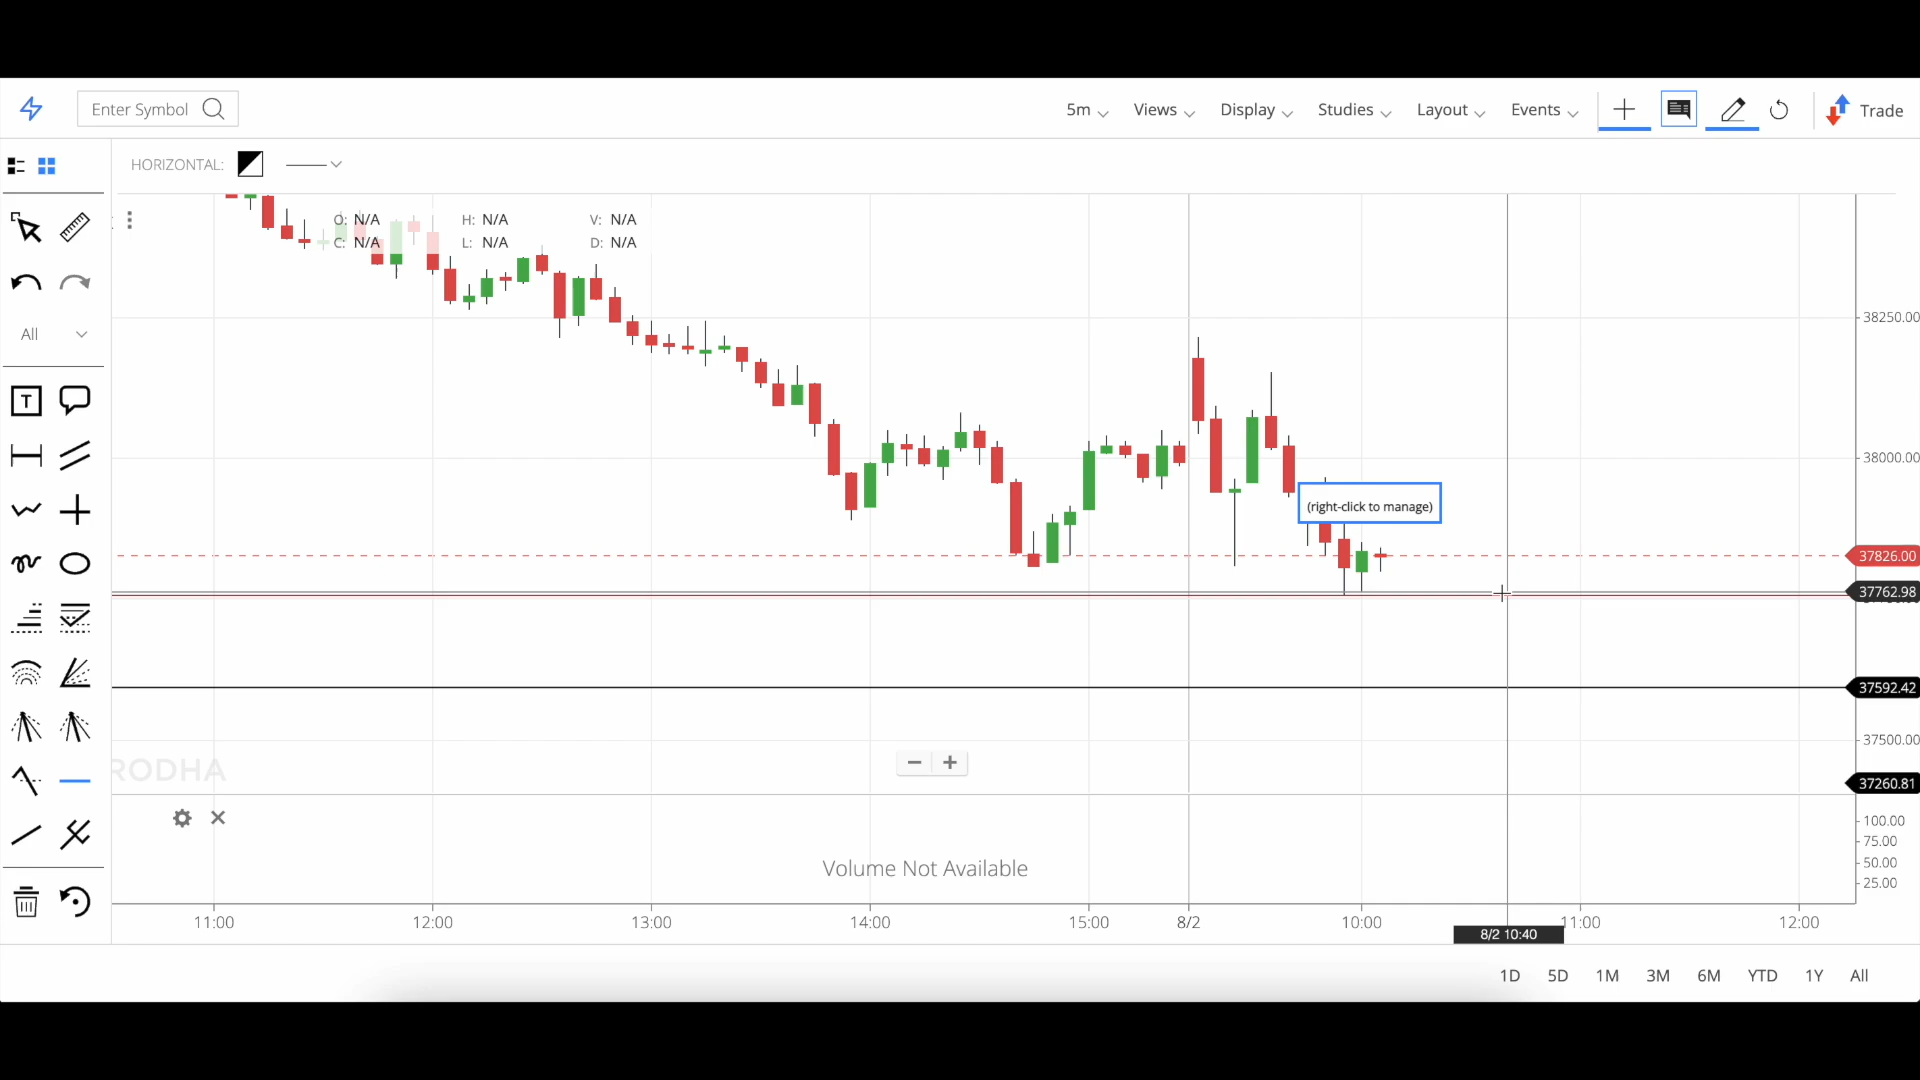 Enter Symbol
5m Views Display Studies Layout Events Trade
HORIZONTAL:
O: N/A H: N/A V: N/A
C: N/A L: N/A D: N/A
All
T
38250.00
38000.00
(right-click to manage)
37826.00
37762.98
37592.42
37500.00
RODHA
37260.81
100.00
75.00
Volume Not Available
50.00
25.00
11:00 12:00 13:00 14:00 15:00 8/2 10:00 11:00 12:00
8/2 10:40
1D 5D 1M 3M 6M YTD 1Y All